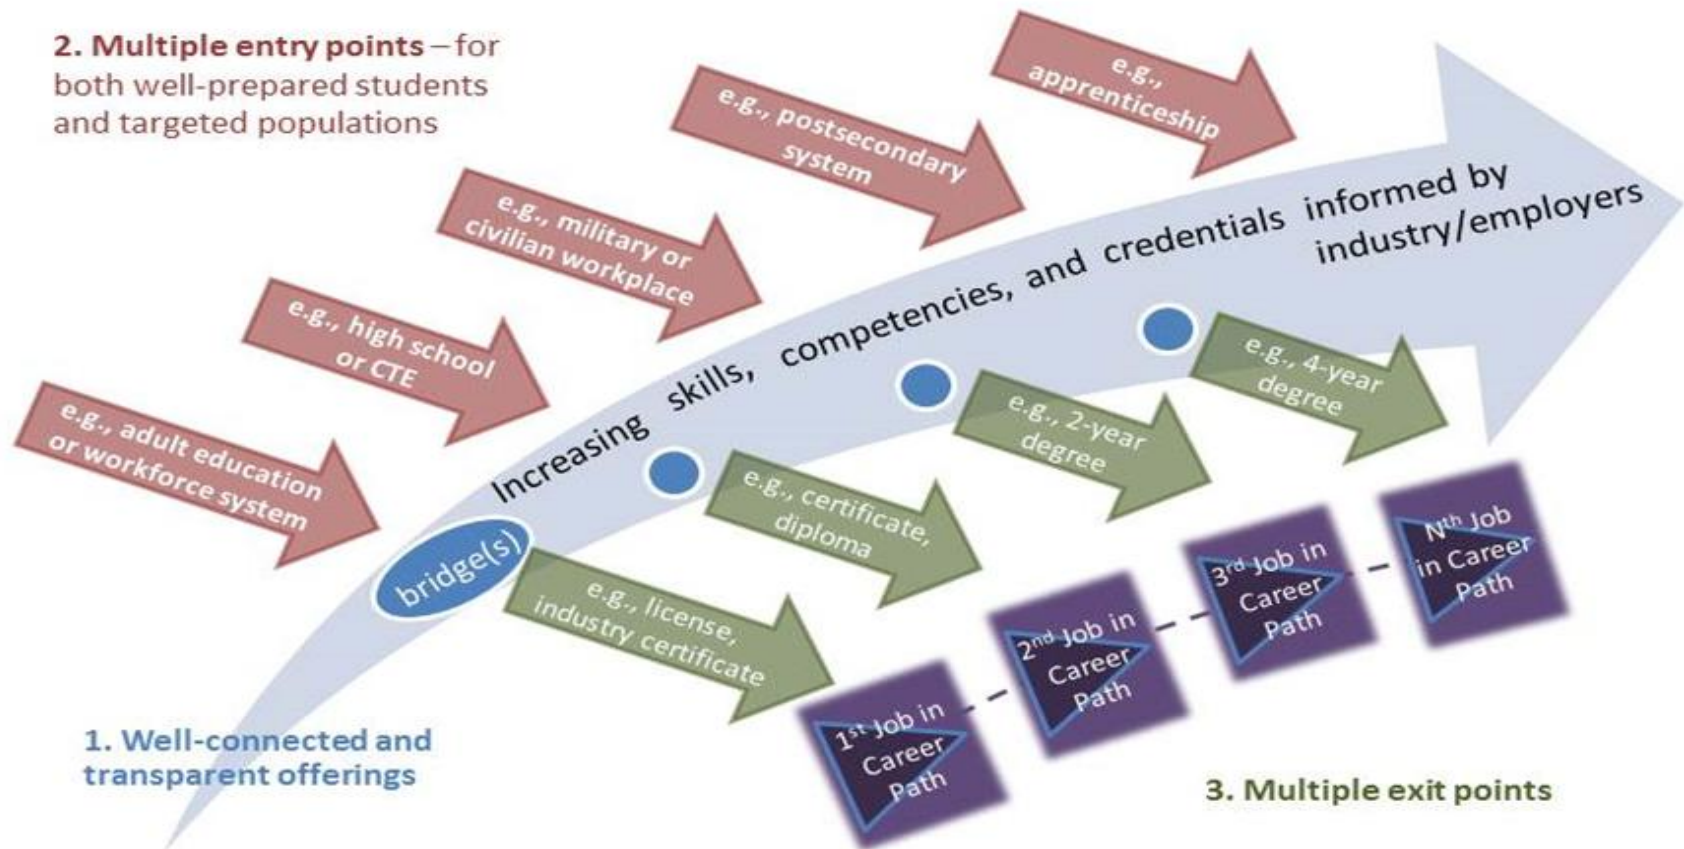 2. Multiple entry points – for
both well-prepared students
and targeted populations
e.g.,
apprenticeship
e.g., postsecondary
system
e.g., military or
civilian workplace
e.g., high school
or CTE
e.g., adult education
or workforce system
Increasing skills, competencies, and credentials informed by
industry/employers
bridge(s)
e.g., license,
industry certificate
e.g., certificate,
diploma
e.g., 2-year
degree
e.g., 4-year
degree
1st Job in
Career
Path
2nd Job in
Career
Path
3rd Job in
Career
Path
Nth Job
in Career
Path
1. Well-connected and
transparent offerings
3. Multiple exit points